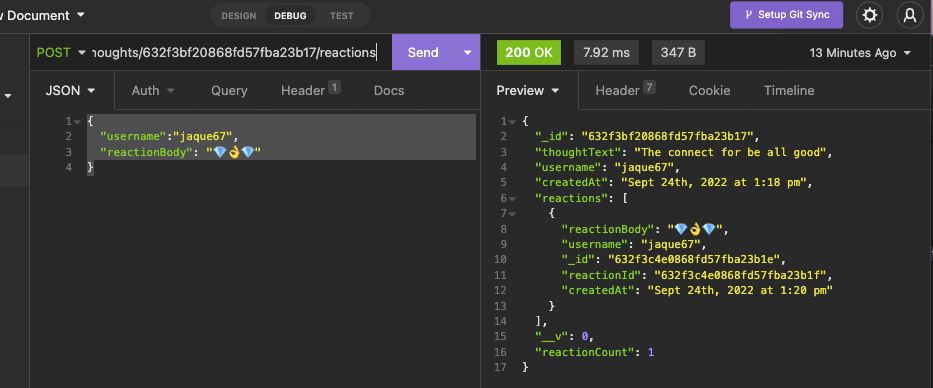 w Document
DESIGN DEBUG TEST
Setup Git Sync
POST houghts/632f3bf20868fd57fba23b17/reactions Send
200 OK 7.92 ms 347 B 13 Minutes Ago
JSON Auth Query Header 1 Docs
Preview Header 7 Cookie Timeline
1 {
2 "username":"jaque67",
3 "reactionBody": "💎👌💎"
4 }
1 {
2 "_id": "632f3bf20868fd57fba23b17",
3 "thoughtText": "The connect for be all good",
4 "username": "jaque67",
5 "createdAt": "Sept 24th, 2022 at 1:18 pm",
6 "reactions": [
7 {
8 "reactionBody": "💎👌💎",
9 "username": "jaque67",
10 "_id": "632f3c4e0868fd57fba23b1e",
11 "reactionId": "632f3c4e0868fd57fba23b1f",
12 "createdAt": "Sept 24th, 2022 at 1:20 pm"
13 }
14 ],
15 "__v": 0,
16 "reactionCount": 1
17 }